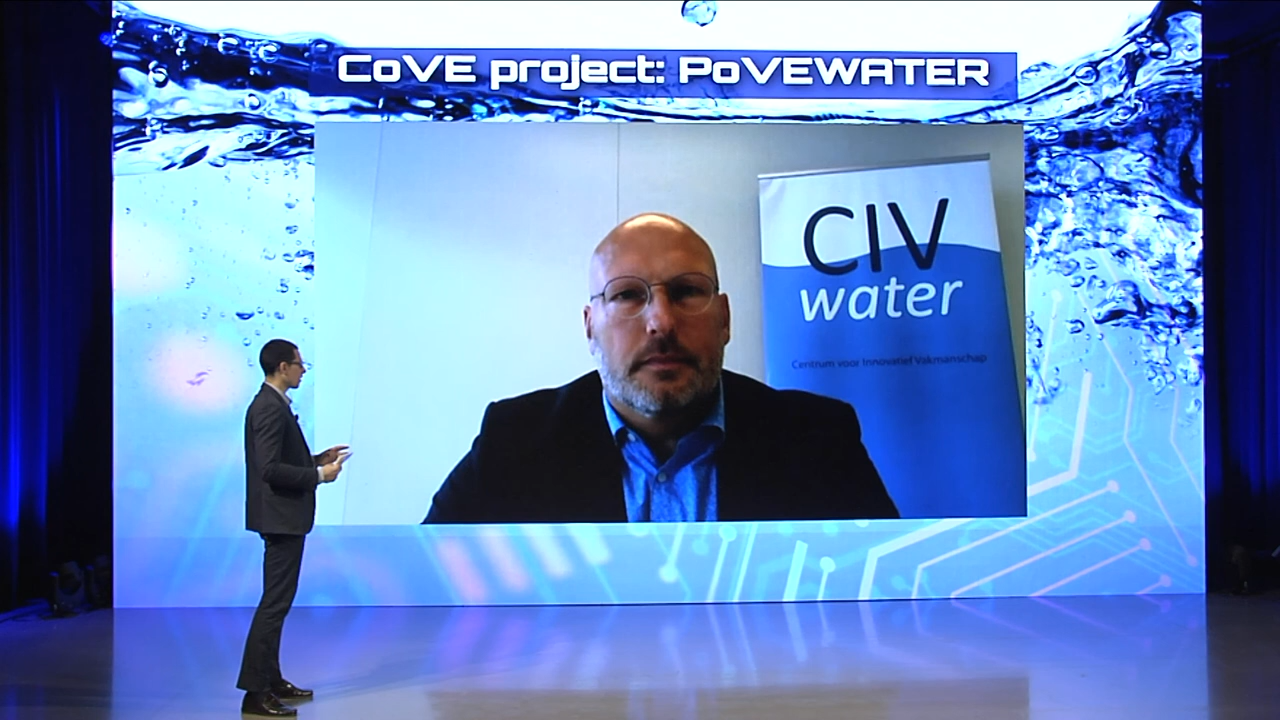 CoVE project: PoVEWATER
CIV
water
Centrum voor Innovatief Vakmanschap